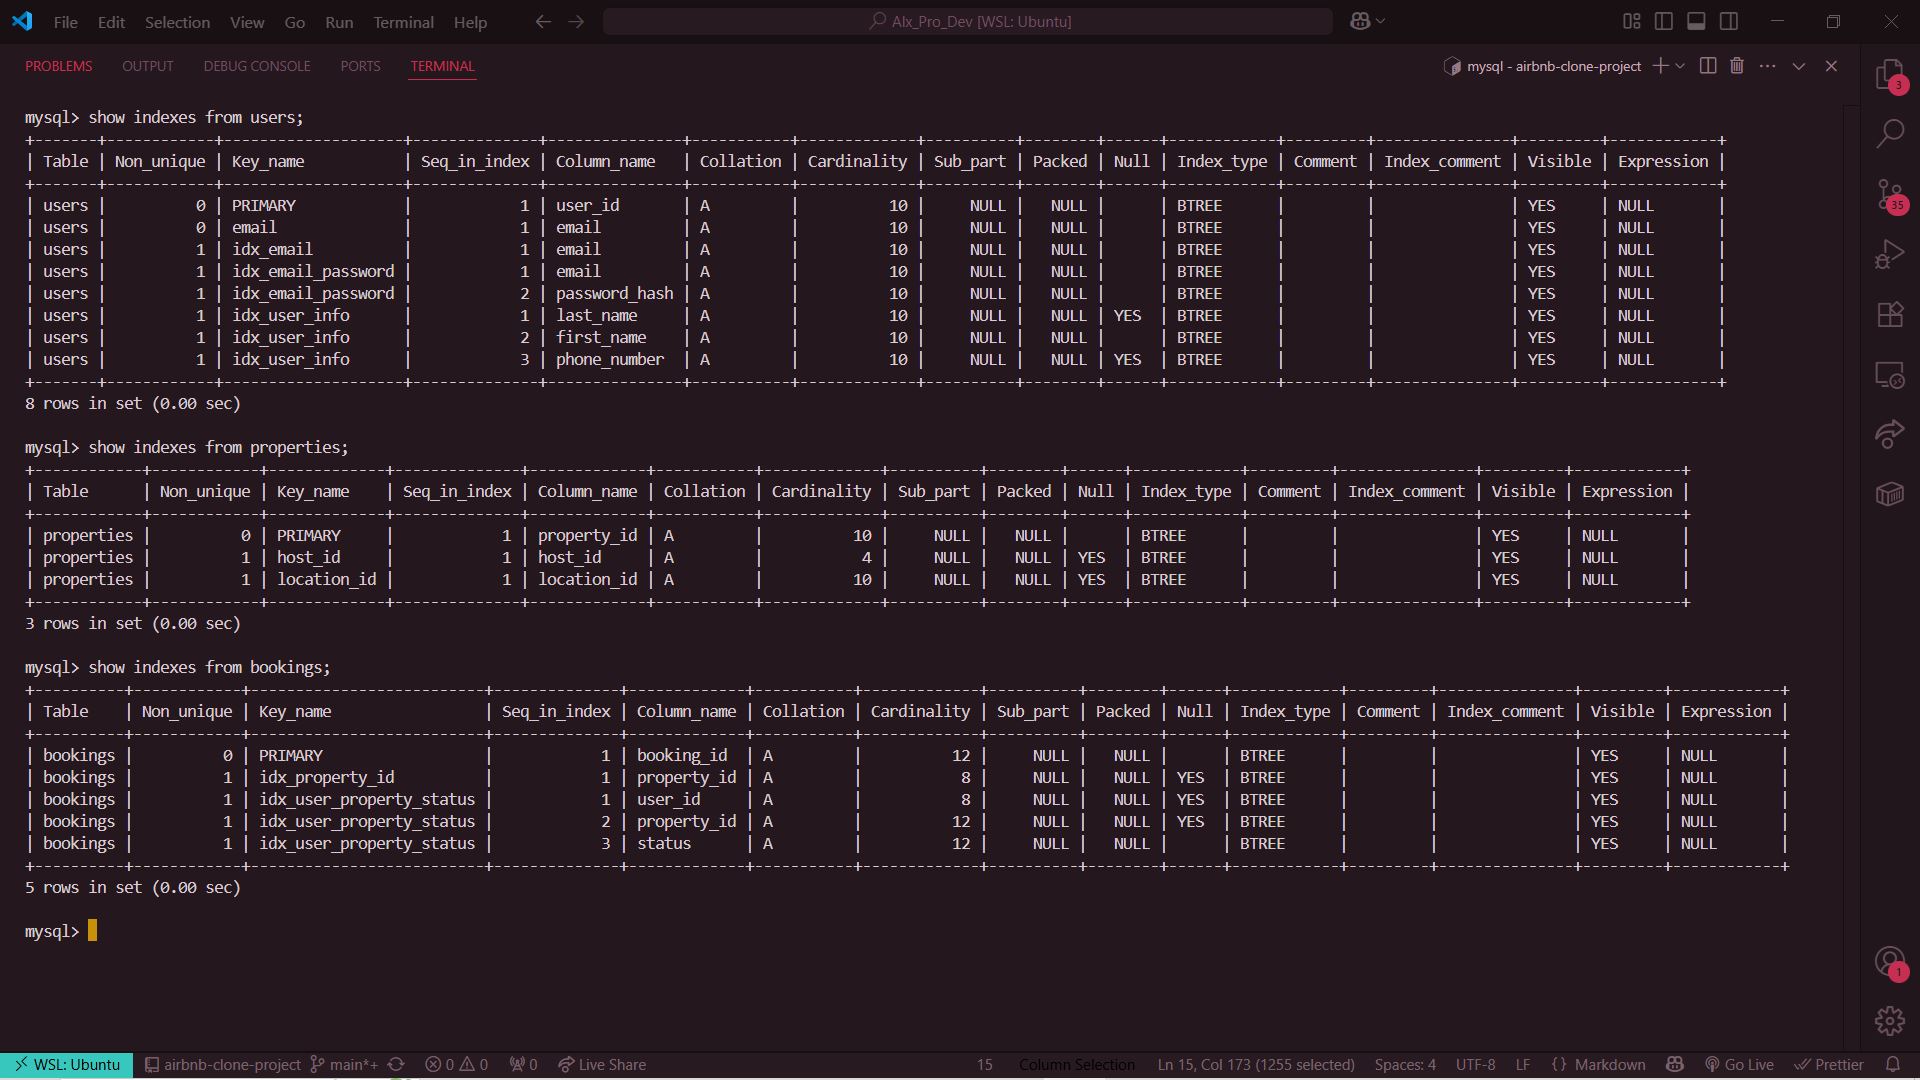 File Edit Selection View Go Run Terminal Help Alx_Pro_Dev [WSL: Ubuntu]
PROBLEMS OUTPUT DEBUG CONSOLE PORTS TERMINAL mysql - airbnb-clone-project
3
35
mysql> show indexes from users;
+-------+------------+--------------------+--------------+---------------+-----------+-------------+----------+--------+------+------------+---------+---------------+---------+------------+
| Table | Non_unique | Key_name           | Seq_in_index | Column_name   | Collation | Cardinality | Sub_part | Packed | Null | Index_type | Comment | Index_comment | Visible | Expression |
+-------+------------+--------------------+--------------+---------------+-----------+-------------+----------+--------+------+------------+---------+---------------+---------+------------+
| users |          0 | PRIMARY            |            1 | user_id       | A         |          10 |     NULL |   NULL |      | BTREE      |         |               | YES     | NULL       |
| users |          0 | email              |            1 | email         | A         |          10 |     NULL |   NULL |      | BTREE      |         |               | YES     | NULL       |
| users |          1 | idx_email          |            1 | email         | A         |          10 |     NULL |   NULL |      | BTREE      |         |               | YES     | NULL       |
| users |          1 | idx_email_password |            1 | email         | A         |          10 |     NULL |   NULL |      | BTREE      |         |               | YES     | NULL       |
| users |          1 | idx_email_password |            2 | password_hash | A         |          10 |     NULL |   NULL |      | BTREE      |         |               | YES     | NULL       |
| users |          1 | idx_user_info      |            1 | last_name     | A         |          10 |     NULL |   NULL | YES  | BTREE      |         |               | YES     | NULL       |
| users |          1 | idx_user_info      |            2 | first_name    | A         |          10 |     NULL |   NULL |      | BTREE      |         |               | YES     | NULL       |
| users |          1 | idx_user_info      |            3 | phone_number  | A         |          10 |     NULL |   NULL | YES  | BTREE      |         |               | YES     | NULL       |
+-------+------------+--------------------+--------------+---------------+-----------+-------------+----------+--------+------+------------+---------+---------------+---------+------------+
8 rows in set (0.00 sec)
mysql> show indexes from properties;
+------------+------------+-------------+--------------+-------------+-----------+-------------+----------+--------+------+------------+---------+---------------+---------+------------+
| Table      | Non_unique | Key_name    | Seq_in_index | Column_name | Collation | Cardinality | Sub_part | Packed | Null | Index_type | Comment | Index_comment | Visible | Expression |
+------------+------------+-------------+--------------+-------------+-----------+-------------+----------+--------+------+------------+---------+---------------+---------+------------+
| properties |          0 | PRIMARY     |            1 | property_id | A         |          10 |     NULL |   NULL |      | BTREE      |         |               | YES     | NULL       |
| properties |          1 | host_id     |            1 | host_id     | A         |           4 |     NULL |   NULL | YES  | BTREE      |         |               | YES     | NULL       |
| properties |          1 | location_id |            1 | location_id | A         |          10 |     NULL |   NULL | YES  | BTREE      |         |               | YES     | NULL       |
+------------+------------+-------------+--------------+-------------+-----------+-------------+----------+--------+------+------------+---------+---------------+---------+------------+
3 rows in set (0.00 sec)
mysql> show indexes from bookings;
+----------+------------+--------------------------+--------------+-------------+-----------+-------------+----------+--------+------+------------+---------+---------------+---------+------------+
| Table    | Non_unique | Key_name                 | Seq_in_index | Column_name | Collation | Cardinality | Sub_part | Packed | Null | Index_type | Comment | Index_comment | Visible | Expression |
+----------+------------+--------------------------+--------------+-------------+-----------+-------------+----------+--------+------+------------+---------+---------------+---------+------------+
| bookings |          0 | PRIMARY                  |            1 | booking_id  | A         |          12 |     NULL |   NULL |      | BTREE      |         |               | YES     | NULL       |
| bookings |          1 | idx_property_id          |            1 | property_id | A         |           8 |     NULL |   NULL | YES  | BTREE      |         |               | YES     | NULL       |
| bookings |          1 | idx_user_property_status |            1 | user_id     | A         |           8 |     NULL |   NULL | YES  | BTREE      |         |               | YES     | NULL       |
| bookings |          1 | idx_user_property_status |            2 | property_id | A         |          12 |     NULL |   NULL | YES  | BTREE      |         |               | YES     | NULL       |
| bookings |          1 | idx_user_property_status |            3 | status      | A         |          12 |     NULL |   NULL |      | BTREE      |         |               | YES     | NULL       |
+----------+------------+--------------------------+--------------+-------------+-----------+-------------+----------+--------+------+------------+---------+---------------+---------+------------+
5 rows in set (0.00 sec)
mysql>
1
WSL: Ubuntu airbnb-clone-project main*+ 0 0 0 Live Share 15 Column Selection Ln 15, Col 173 (1255 selected) Spaces: 4 UTF-8 LF {} Markdown Go Live Prettier